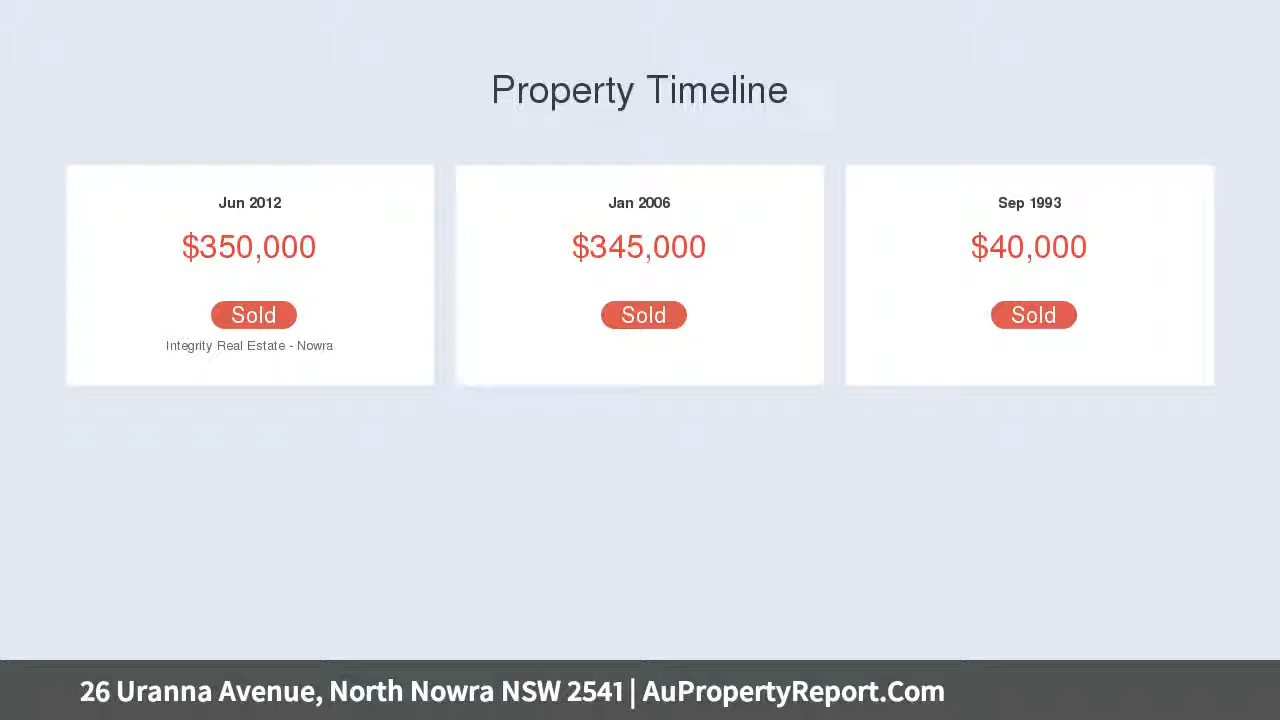 Property Timeline
Jun 2012
$350,000
Sold
Integrity Real Estate - Nowra
Jan 2006
$345,000
Sold
Sep 1993
$40,000
Sold
26 Uranna Avenue, North Nowra NSW 2541 | AuPropertyReport.Com